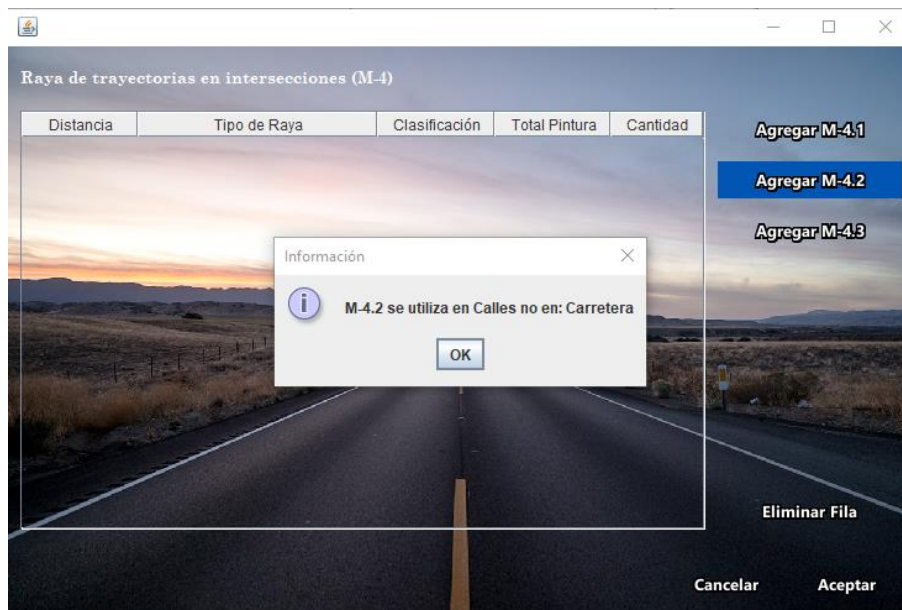 Raya de trayectorias en intersecciones (M-4)
Distancia Tipo de Raya Clasificación Total Pintura Cantidad
Agregar M-4.1
Agregar M-4.2
Agregar M-4.3
Información
M-4.2 se utiliza en Calles no en: Carretera
OK
Eliminar Fila
Cancelar Aceptar